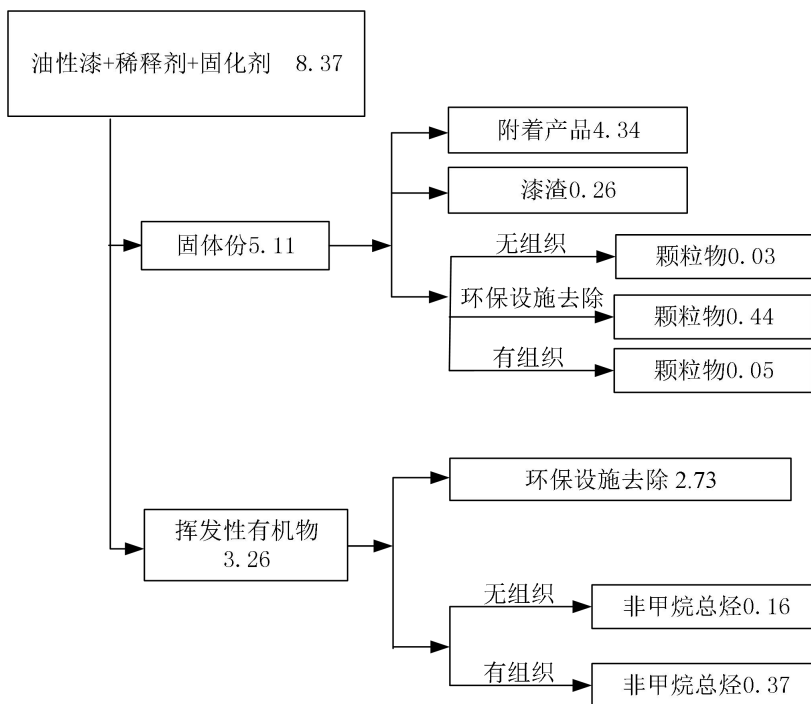 油性漆+稀释剂+固化剂 8.37
附着产品4.34
漆渣0.26
固体份5.11
无组织
颗粒物0.03
环保设施去除
颗粒物0.44
有组织
颗粒物0.05
环保设施去除 2.73
挥发性有机物
3.26
无组织
非甲烷总烃0.16
有组织
非甲烷总烃0.37